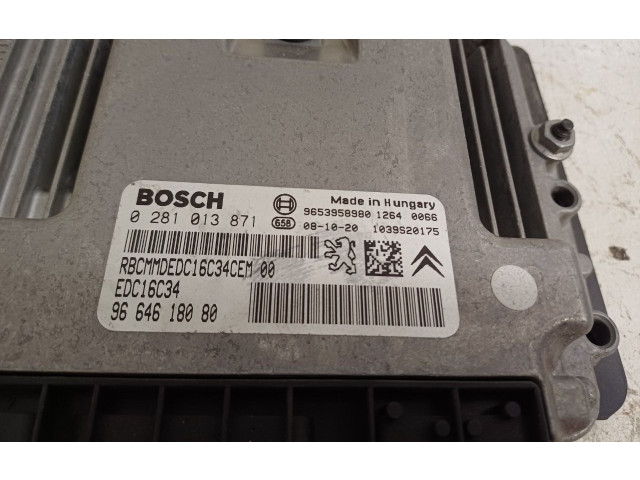 BOSCH
Made in Hungary
9653958980 1264 0066
0 281 013 871
658 08-10-20 1039S20175
RBCMMDEDC16C34CEM 00
EDC16C34
96 646 180 80